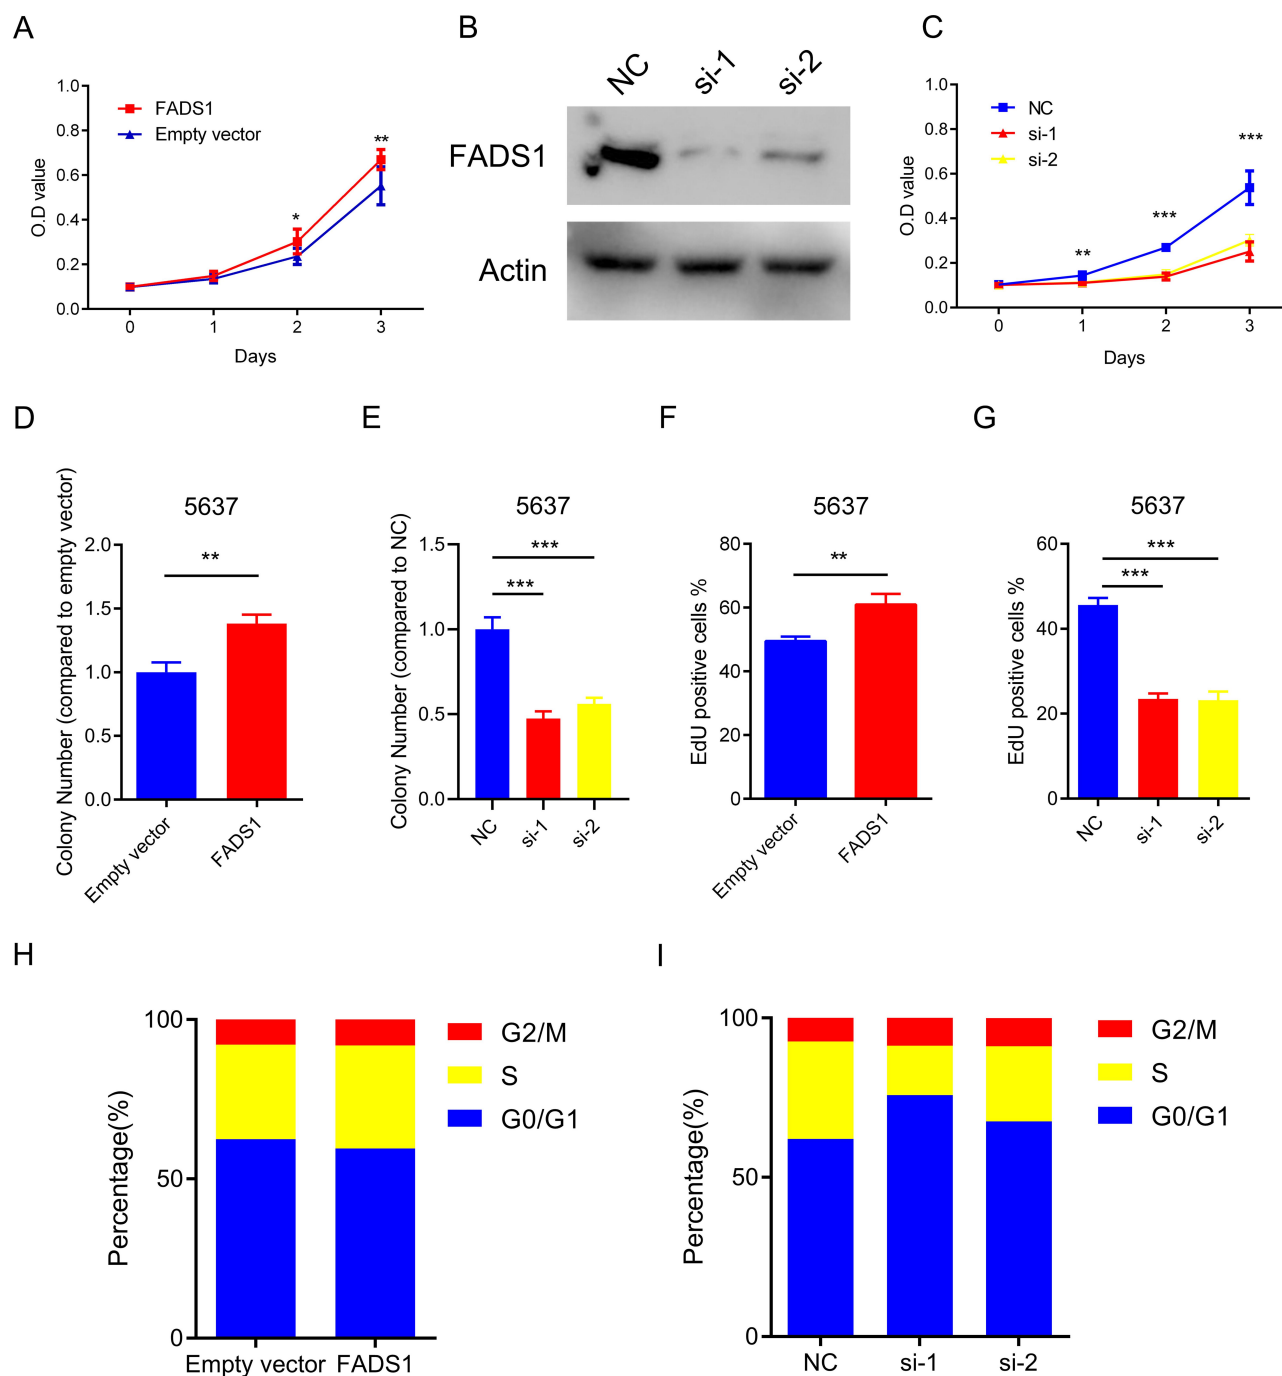 A
1.0
0.8
0.6
0.4
0.2
0.0
O.D value
FADS1
Empty vector
*
**
0 1 2 3
Days
B
NC si-1 si-2
FADS1
Actin
C
1.0
0.8
0.6
0.4
0.2
0.0
O.D value
NC
si-1
si-2
**
***
***
0 1 2 3
Days
D
5637
Colony Number (compared to empty vector)
2.0
1.5
1.0
0.5
0.0
**
Empty vector
FADS1
E
5637
Colony Number (compared to NC)
1.5
1.0
0.5
0.0
***
***
NC
si-1
si-2
F
5637
EdU positive cells %
80
60
40
20
0
**
Empty vector
FADS1
G
5637
EdU positive cells %
60
40
20
0
***
***
NC
si-1
si-2
H
Percentage(%)
100
50
0
G2/M
S
G0/G1
Empty vector FADS1
I
Percentage(%)
100
50
0
G2/M
S
G0/G1
NC si-1 si-2